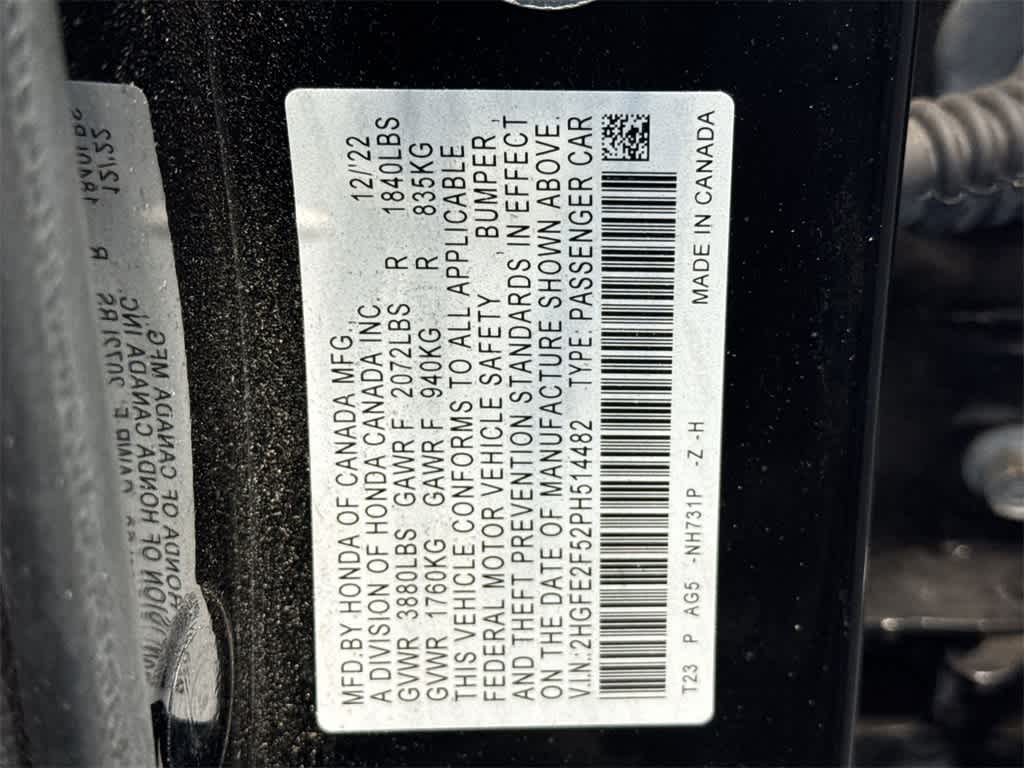 MFD.BY HONDA OF CANADA MFG., 12/'22
A DIVISION OF HONDA CANADA INC.
GVWR 3880LBS GAWR F 2072LBS R 1840LBS
GVWR 1760KG GAWR F 940KG R 835KG
THIS VEHICLE CONFORMS TO ALL APPLICABLE
FEDERAL MOTOR VEHICLE SAFETY, BUMPER,
AND THEFT PREVENTION STANDARDS IN EFFECT
ON THE DATE OF MANUFACTURE SHOWN ABOVE.
V.I.N.:2HGFE2F52PH514482 TYPE: PASSENGER CAR
T23 P AG5 -NH731P -Z -H MADE IN CANADA